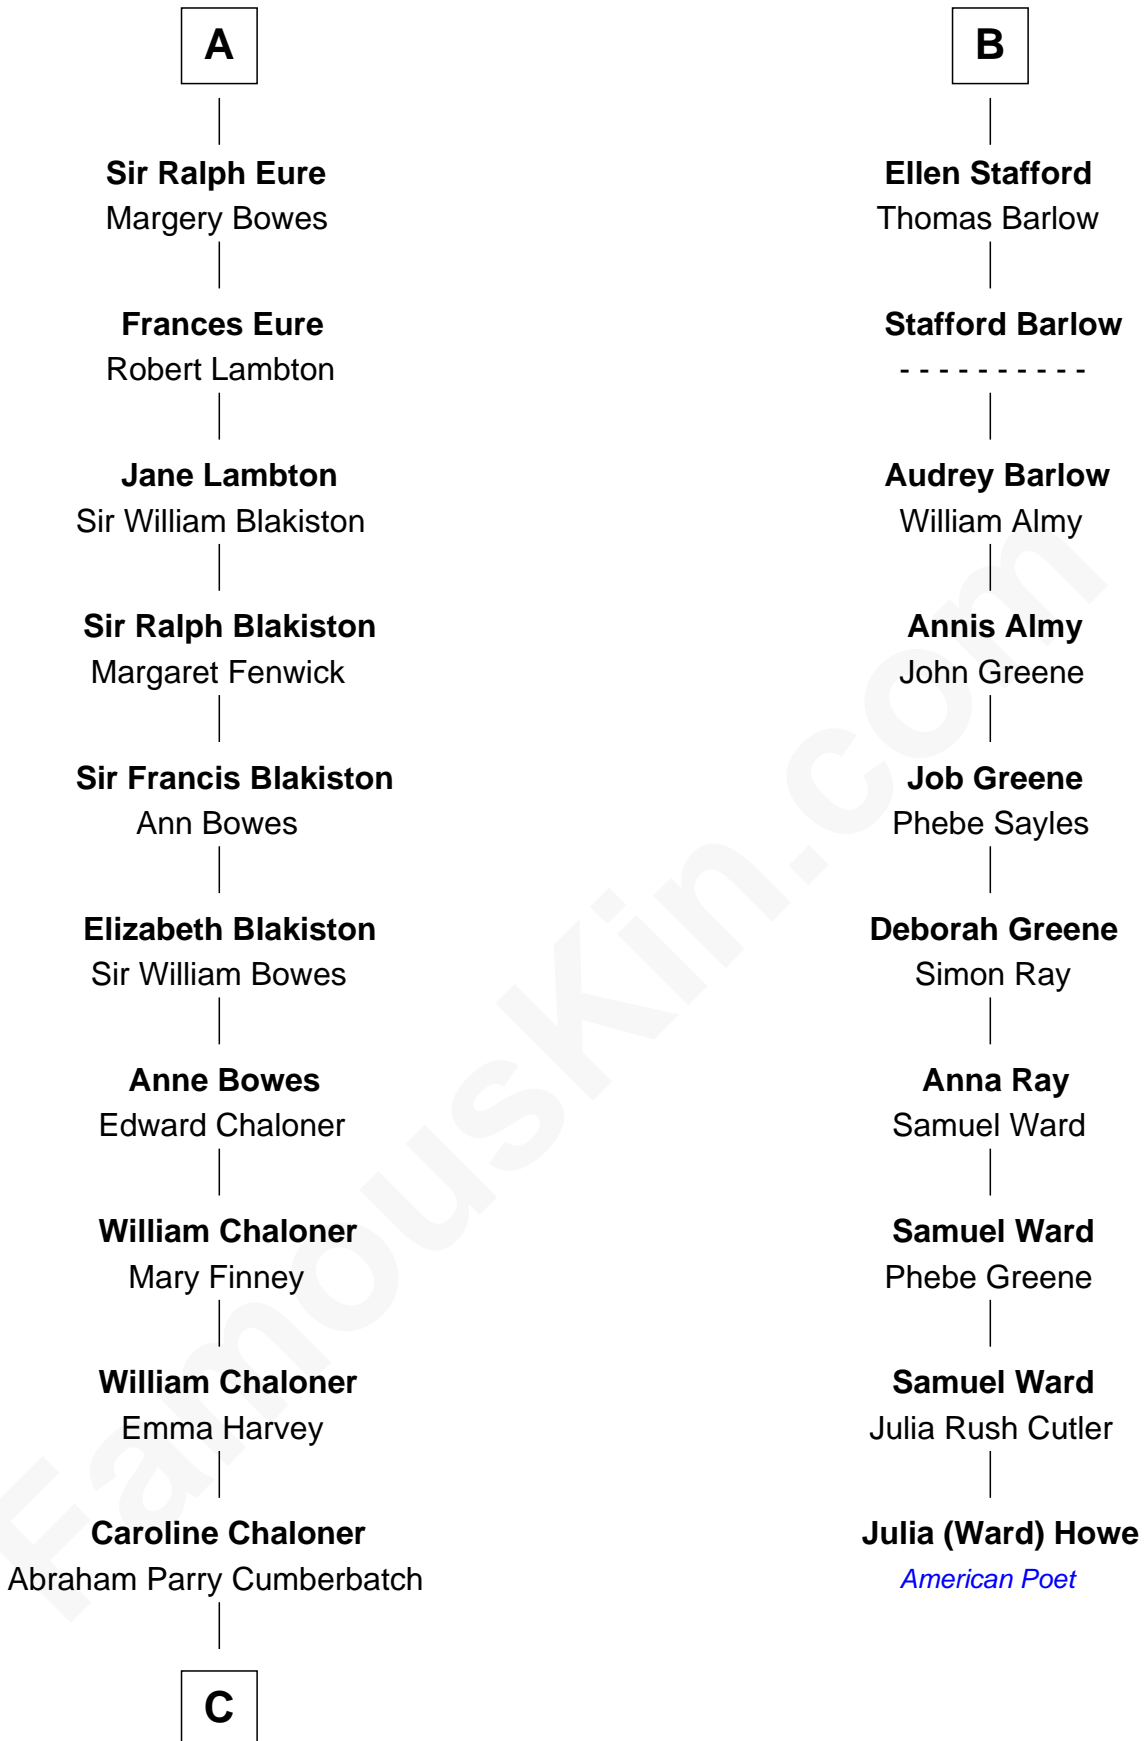 A
Sir Ralph Eure
Margery Bowes
Frances Eure
Robert Lambton
Jane Lambton
Sir William Blakiston
Sir Ralph Blakiston
Margaret Fenwick
Sir Francis Blakiston
Ann Bowes
Elizabeth Blakiston
Sir William Bowes
Anne Bowes
Edward Chaloner
William Chaloner
Mary Finney
William Chaloner
Emma Harvey
Caroline Chaloner
Abraham Parry Cumberbatch
C
B
Ellen Stafford
Thomas Barlow
Stafford Barlow
- - - - - - - - - -
Audrey Barlow
William Almy
Annis Almy
John Greene
Job Greene
Phebe Sayles
Deborah Greene
Simon Ray
Anna Ray
Samuel Ward
Samuel Ward
Phebe Greene
Samuel Ward
Julia Rush Cutler
Julia (Ward) Howe
American Poet
FamousKin.com